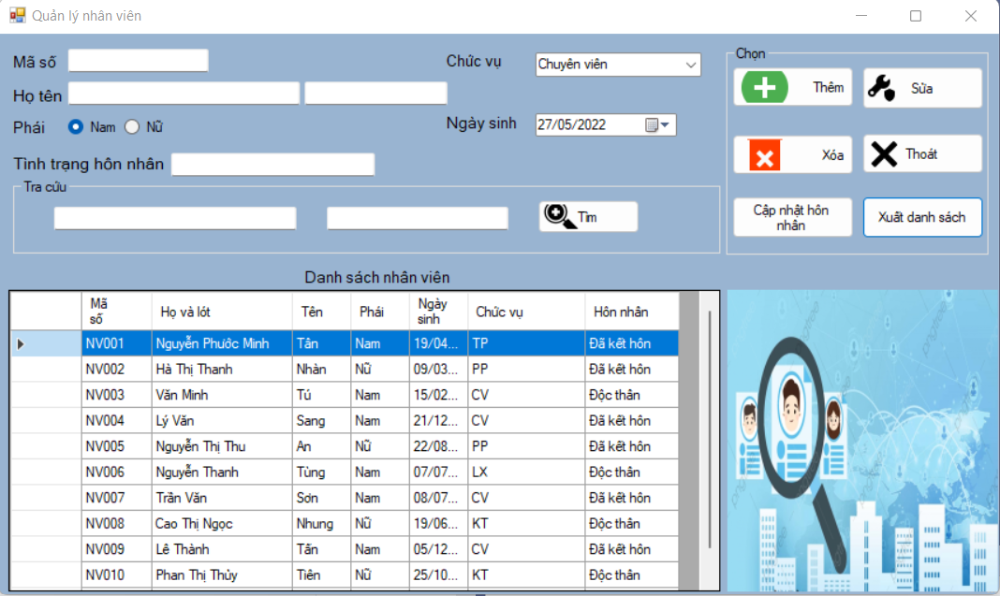 Quản lý nhân viên
Mã số
Chức vụ
Chuyên viên
Họ tên
Phái
Nam
Nữ
Ngày sinh
27/05/2022
Tình trạng hôn nhân
Tra cứu
Tìm
Chọn
Thêm
Sửa
Xóa
Thoát
Cập nhật hôn
nhân
Xuất danh sách
Danh sách nhân viên
Mã
số
Họ và lót
Tên
Phái
Ngày
sinh
Chức vụ
Hôn nhân
NV001 Nguyễn Phước Minh Tân Nam 19/04... TP Đã kết hôn
NV002 Hà Thị Thanh Nhàn Nữ 09/03... PP Đã kết hôn
NV003 Văn Minh Tú Nam 15/02... CV Độc thân
NV004 Lý Văn Sang Nam 21/12... CV Đã kết hôn
NV005 Nguyễn Thị Thu An Nữ 22/08... PP Đã kết hôn
NV006 Nguyễn Thanh Tùng Nam 07/07... LX Độc thân
NV007 Trần Văn Sơn Nam 08/07... CV Đã kết hôn
NV008 Cao Thị Ngọc Nhung Nữ 19/06... KT Độc thân
NV009 Lê Thành Tấn Nam 05/12... CV Đã kết hôn
NV010 Phan Thị Thủy Tiên Nữ 25/10... KT Độc thân